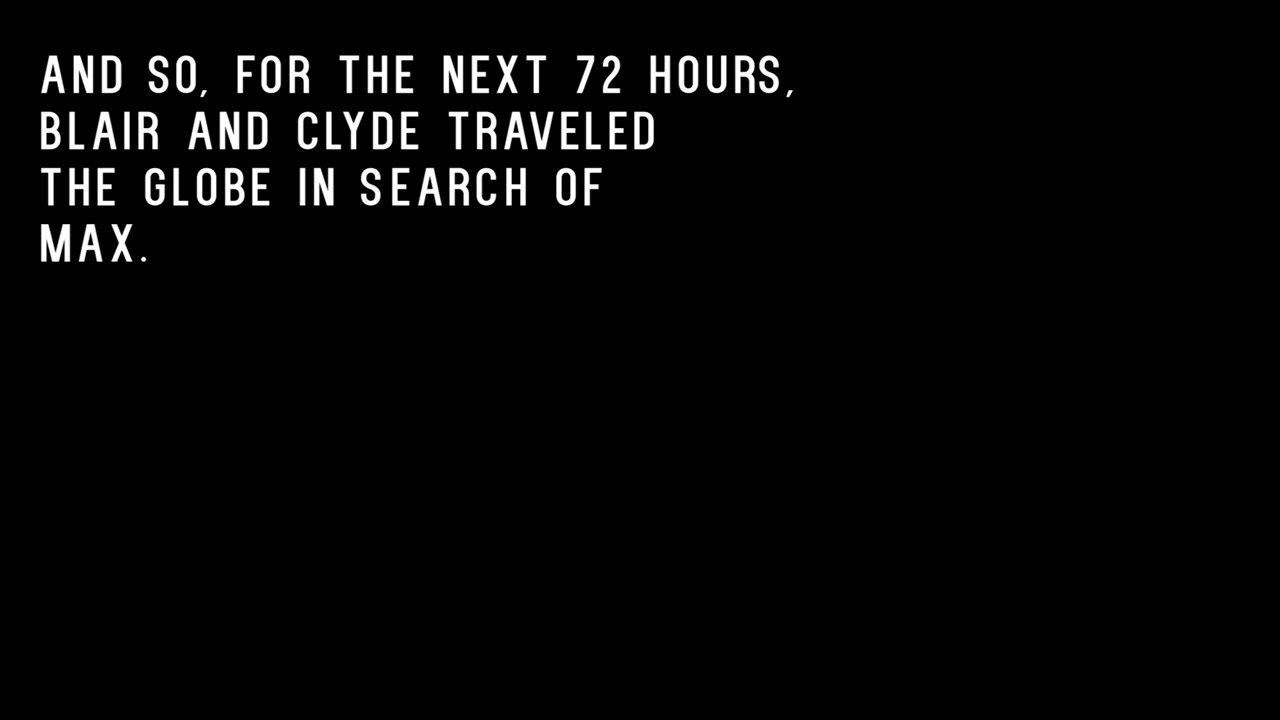 AND SO, FOR THE NEXT 72 HOURS,
BLAIR AND CLYDE TRAVELED
THE GLOBE IN SEARCH OF
MAX.